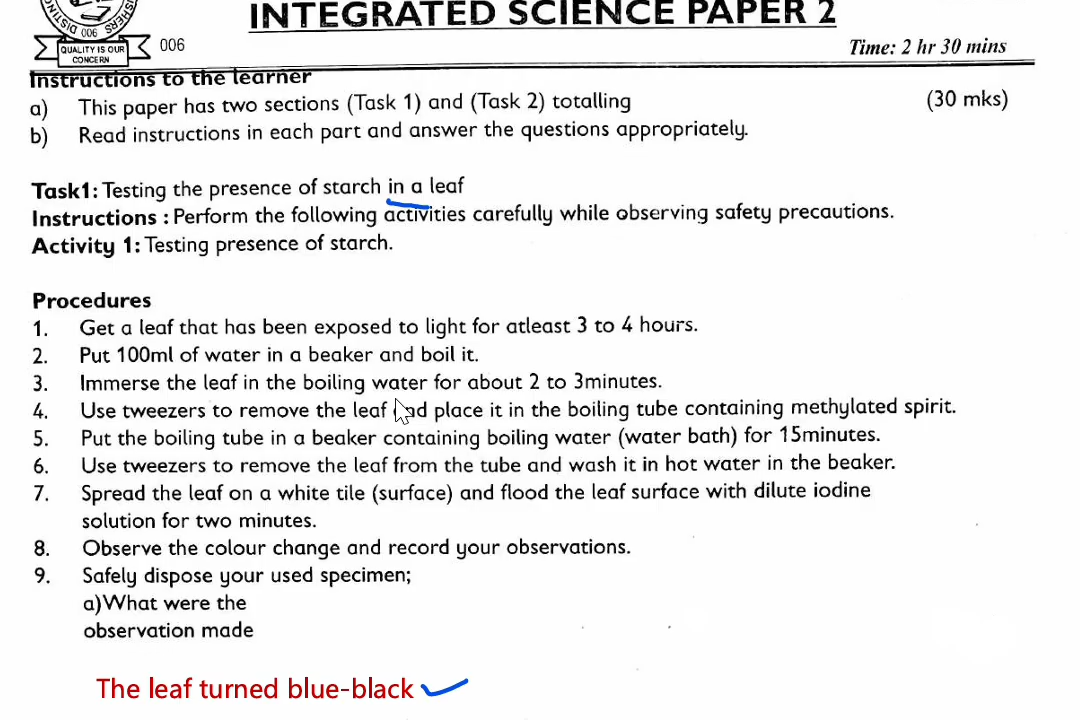 INTEGRATED SCIENCE PAPER 2
006
QUALITY IS OUR
CONCERN
006
Time: 2 hr 30 mins
Instructions to the learner
a) This paper has two sections (Task 1) and (Task 2) totalling (30 mks)
b) Read instructions in each part and answer the questions appropriately.
Task1: Testing the presence of starch in a leaf
Instructions : Perform the following activities carefully while observing safety precautions.
Activity 1: Testing presence of starch.
Procedures
1. Get a leaf that has been exposed to light for atleast 3 to 4 hours.
2. Put 100ml of water in a beaker and boil it.
3. Immerse the leaf in the boiling water for about 2 to 3minutes.
4. Use tweezers to remove the leaf and place it in the boiling tube containing methylated spirit.
5. Put the boiling tube in a beaker containing boiling water (water bath) for 15minutes.
6. Use tweezers to remove the leaf from the tube and wash it in hot water in the beaker.
7. Spread the leaf on a white tile (surface) and flood the leaf surface with dilute iodine
solution for two minutes.
8. Observe the colour change and record your observations.
9. Safely dispose your used specimen;
a)What were the
observation made
The leaf turned blue-black